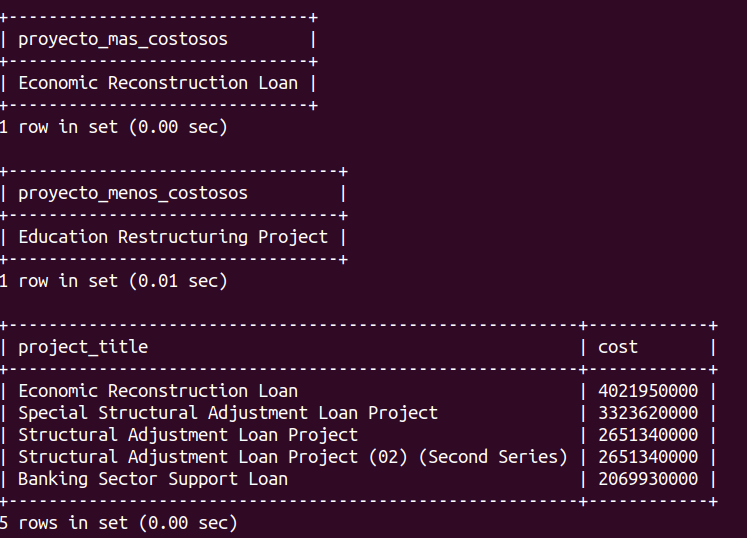 +------------------------------+
| proyecto_mas_costosos        |
+------------------------------+
| Economic Reconstruction Loan |
+------------------------------+
1 row in set (0.00 sec)

+---------------------------------+
| proyecto_menos_costosos         |
+---------------------------------+
| Education Restructuring Project |
+---------------------------------+
1 row in set (0.01 sec)

+---------------------------------------------------------+------------+
| project_title                                           | cost       |
+---------------------------------------------------------+------------+
| Economic Reconstruction Loan                            | 4021950000 |
| Special Structural Adjustment Loan Project              | 3323620000 |
| Structural Adjustment Loan Project                      | 2651340000 |
| Structural Adjustment Loan Project (02) (Second Series) | 2651340000 |
| Banking Sector Support Loan                             | 2069930000 |
+---------------------------------------------------------+------------+
5 rows in set (0.00 sec)